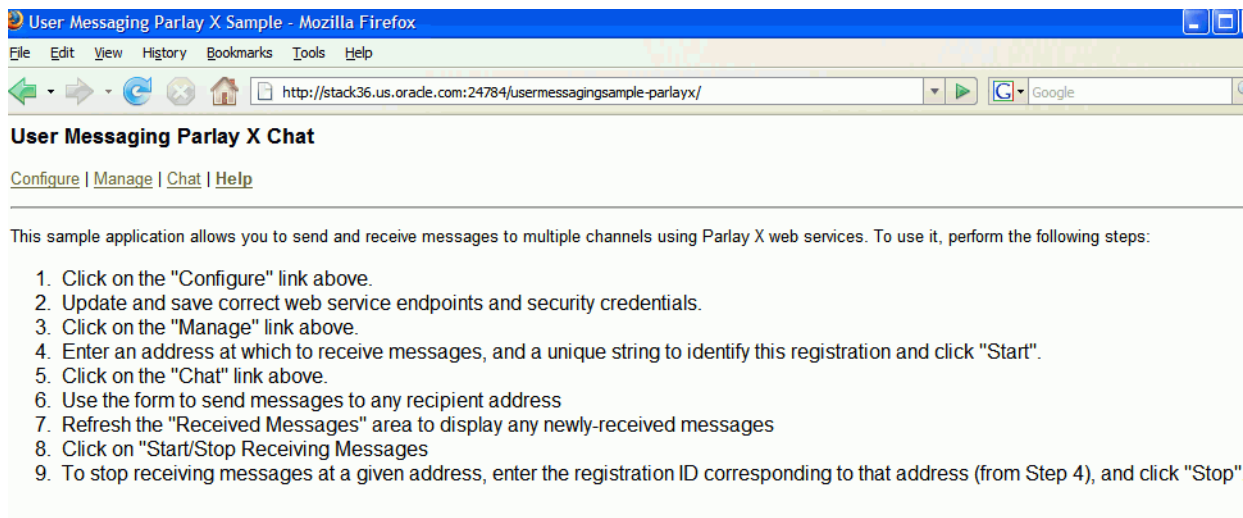 User Messaging Parlay X Sample - Mozilla Firefox
File Edit View History Bookmarks Tools Help
http://stack36.us.oracle.com:24784/usermessagingsample-parlayx/
G Google
User Messaging Parlay X Chat
Configure | Manage | Chat | Help
This sample application allows you to send and receive messages to multiple channels using Parlay X web services. To use it, perform the following steps:
1. Click on the "Configure" link above.
2. Update and save correct web service endpoints and security credentials.
3. Click on the "Manage" link above.
4. Enter an address at which to receive messages, and a unique string to identify this registration and click "Start".
5. Click on the "Chat" link above.
6. Use the form to send messages to any recipient address
7. Refresh the "Received Messages" area to display any newly-received messages
8. Click on "Start/Stop Receiving Messages
9. To stop receiving messages at a given address, enter the registration ID corresponding to that address (from Step 4), and click "Stop"